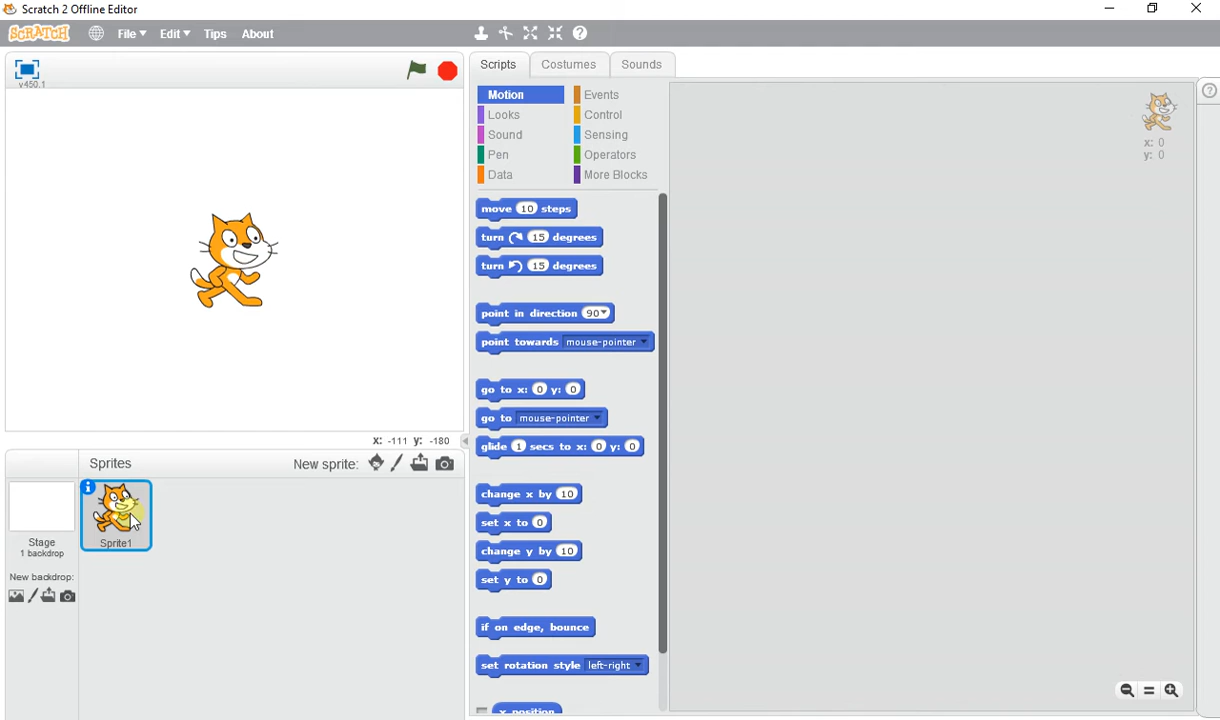 Scratch 2 Offline Editor
SCRATCH File Edit Tips About
v450.1
Scripts Costumes Sounds
Motion Events
Looks Control
Sound Sensing
Pen Operators
Data More Blocks
x: 0
y: 0
move 10 steps
turn 15 degrees
turn 15 degrees
point in direction 90
point towards mouse-pointer
go to x: 0 y: 0
go to mouse-pointer
glide 1 secs to x: 0 y: 0
change x by 10
set x to 0
change y by 10
set y to 0
if on edge, bounce
set rotation style left-right
x position
x: -111 y: -180
Sprites New sprite:
Sprite1
Stage
1 backdrop
New backdrop: